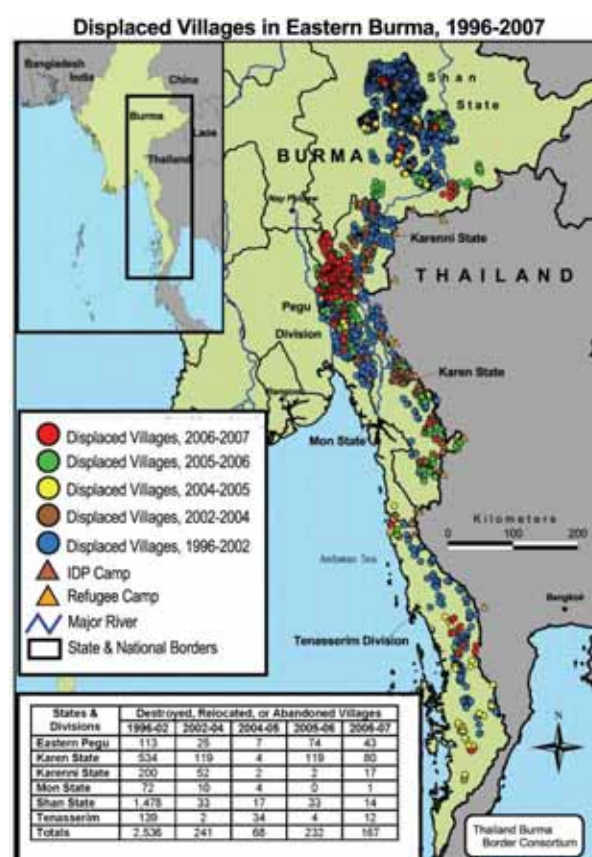 Displaced Villages in Eastern Burma, 1996-2007
Bangladesh
India
China
Burma
Laos
Thailand
Shan
State
BURMA
Karenni State
THAILAND
Pegu
Division
Karen State
Mon State
Displaced Villages, 2006-2007
Displaced Villages, 2005-2006
Displaced Villages, 2004-2005
Displaced Villages, 2002-2004
Displaced Villages, 1996-2002
IDP Camp
Refugee Camp
Major River
State & National Borders
Kilometers
0 100 200
Andaman Sea
Bangkok
Tenasserim Division
N
States & Divisions Destroyed, Relocated, or Abandoned Villages
1996-02 2002-04 2004-05 2005-06 2006-07
Eastern Pegu 113 25 7 74 43
Karen State 534 119 4 119 80
Karenni State 200 52 2 2 17
Mon State 72 10 4 0 1
Shan State 1,478 33 17 33 14
Tenasserim 139 2 34 4 12
Totals 2,536 241 68 232 167
Thailand Burma
Border Consortium